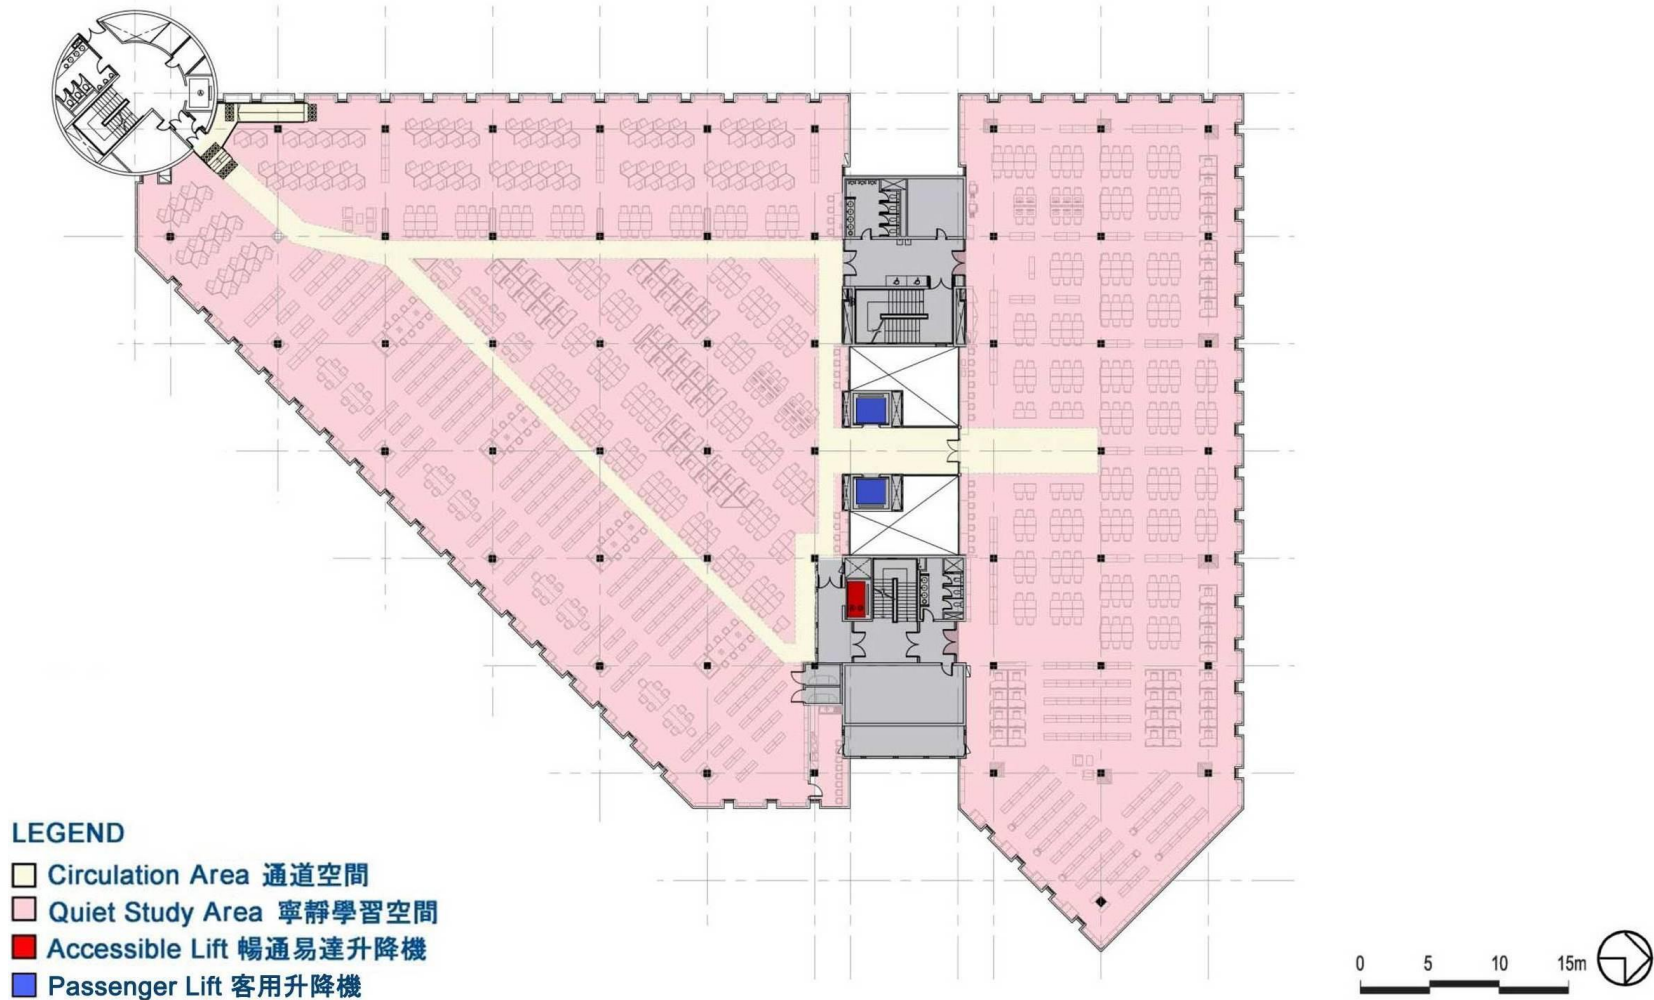 LEGEND
Circulation Area 通道空間
Quiet Study Area 寧靜學習空間
Accessible Lift 暢通易達升降機
Passenger Lift 客用升降機
0 5 10 15m